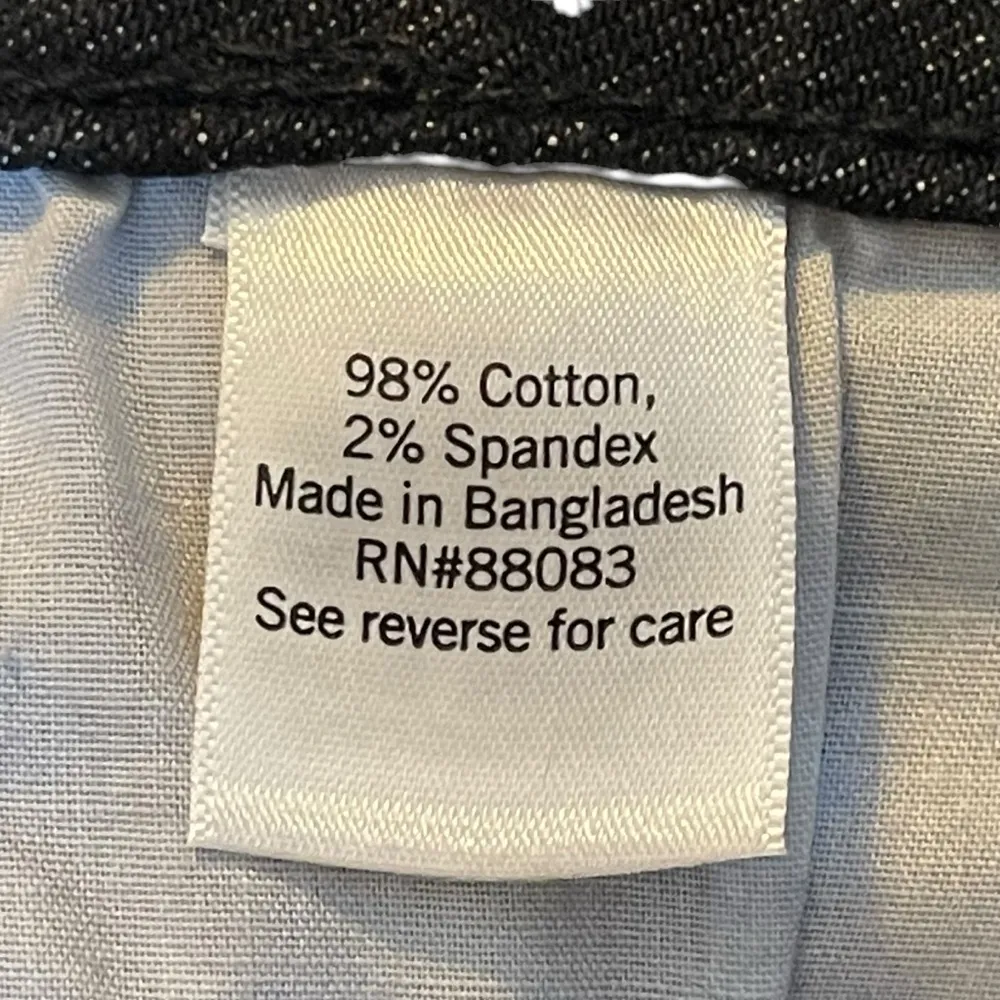 98% Cotton,
2% Spandex
Made in Bangladesh
RN#88083
See reverse for care